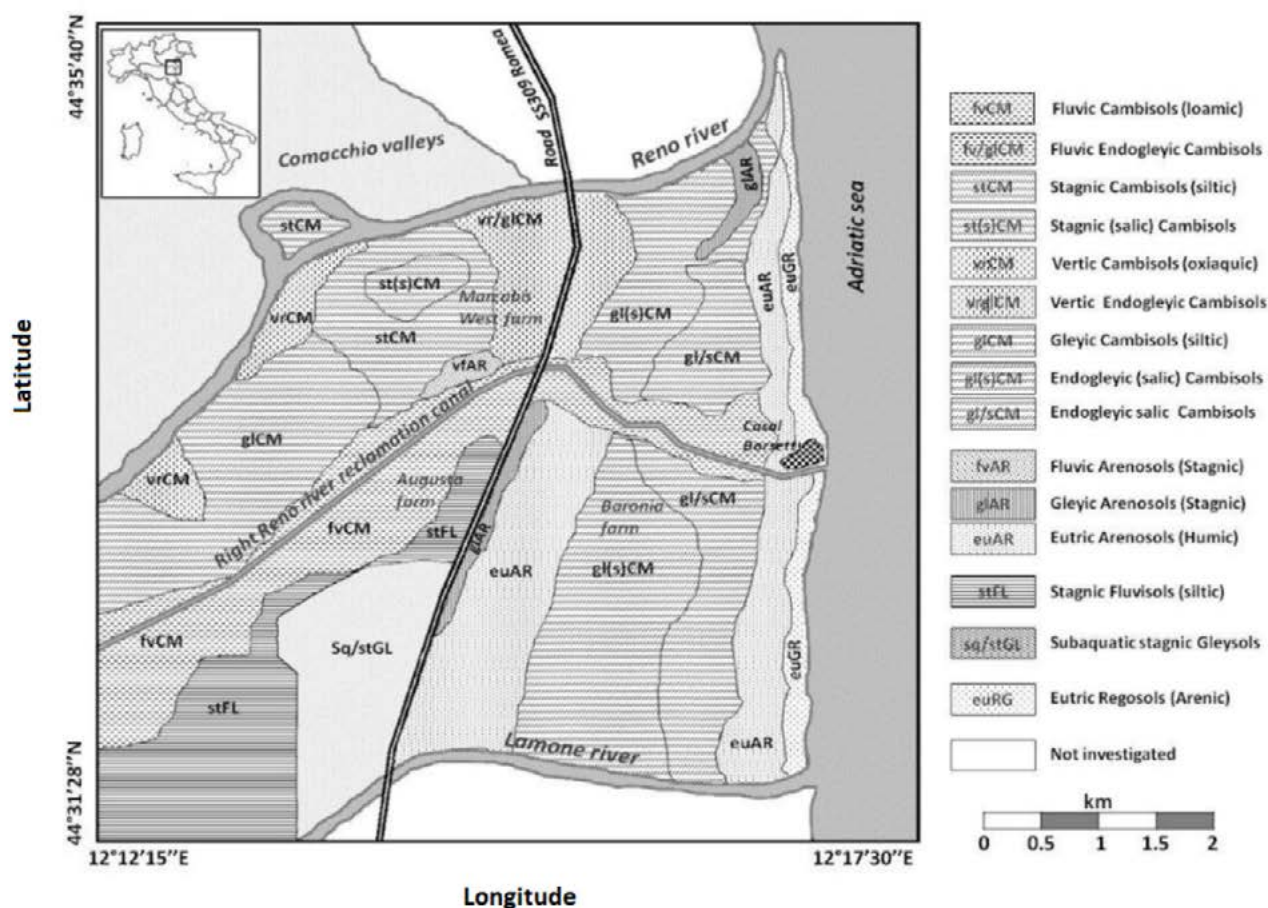 44°35'40"N
Latitude
44°31'28"N
12°12'15"E
12°17'30"E
Longitude
Comacchio valleys
Road SS309 Romea
Reno river
Adriatic sea
stCM
vr/glCM
glAR
st(s)CM
Marcabò
West farm
vrCM
stCM
gl(s)CM
euAR
euGR
vfAR
gl/sCM
glCM
Right Reno river reclamation canal
Casal
Borsetti
vrCM
Augusta
farm
fvCM
stFL
glAR
Baronia
farm
gl/sCM
euAR
gl(s)CM
fvCM
Sq/stGL
euGR
stFL
euAR
Lamone river
fvCM Fluvic Cambisols (loamic)
fv/glCM Fluvic Endogleyic Cambisols
stCM Stagnic Cambisols (siltic)
st(s)CM Stagnic (salic) Cambisols
vrCM Vertic Cambisols (oxiaquic)
vr/glCM Vertic Endogleyic Cambisols
glCM Gleyic Cambisols (siltic)
gl(s)CM Endogleyic (salic) Cambisols
gl/sCM Endogleyic salic Cambisols
fvAR Fluvic Arenosols (Stagnic)
glAR Gleyic Arenosols (Stagnic)
euAR Eutric Arenosols (Humic)
stFL Stagnic Fluvisols (siltic)
sq/stGL Subaquatic stagnic Gleysols
euRG Eutric Regosols (Arenic)
Not investigated
km
0 0.5 1 1.5 2